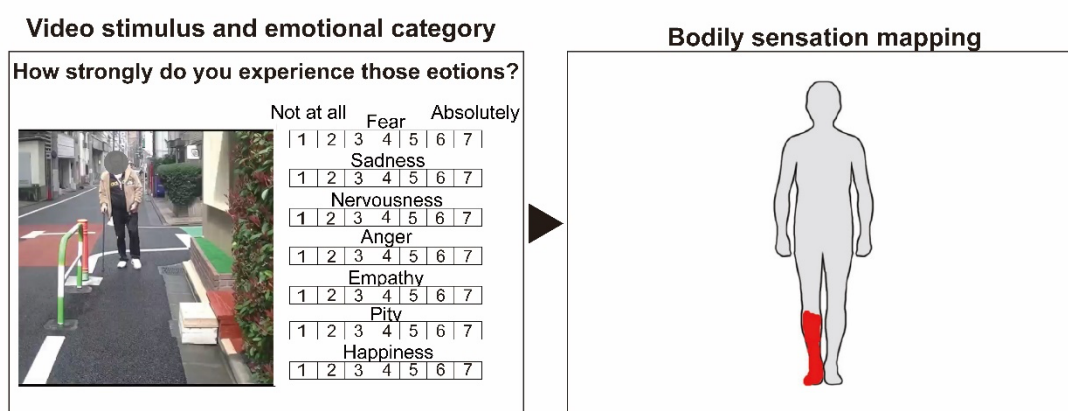 Video stimulus and emotional category
How strongly do you experience those eotions?
Not at all Absolutely
Fear
1 2 3 4 5 6 7
Sadness
1 2 3 4 5 6 7
Nervousness
1 2 3 4 5 6 7
Anger
1 2 3 4 5 6 7
Empathy
1 2 3 4 5 6 7
Pity
1 2 3 4 5 6 7
Happiness
1 2 3 4 5 6 7
Bodily sensation mapping